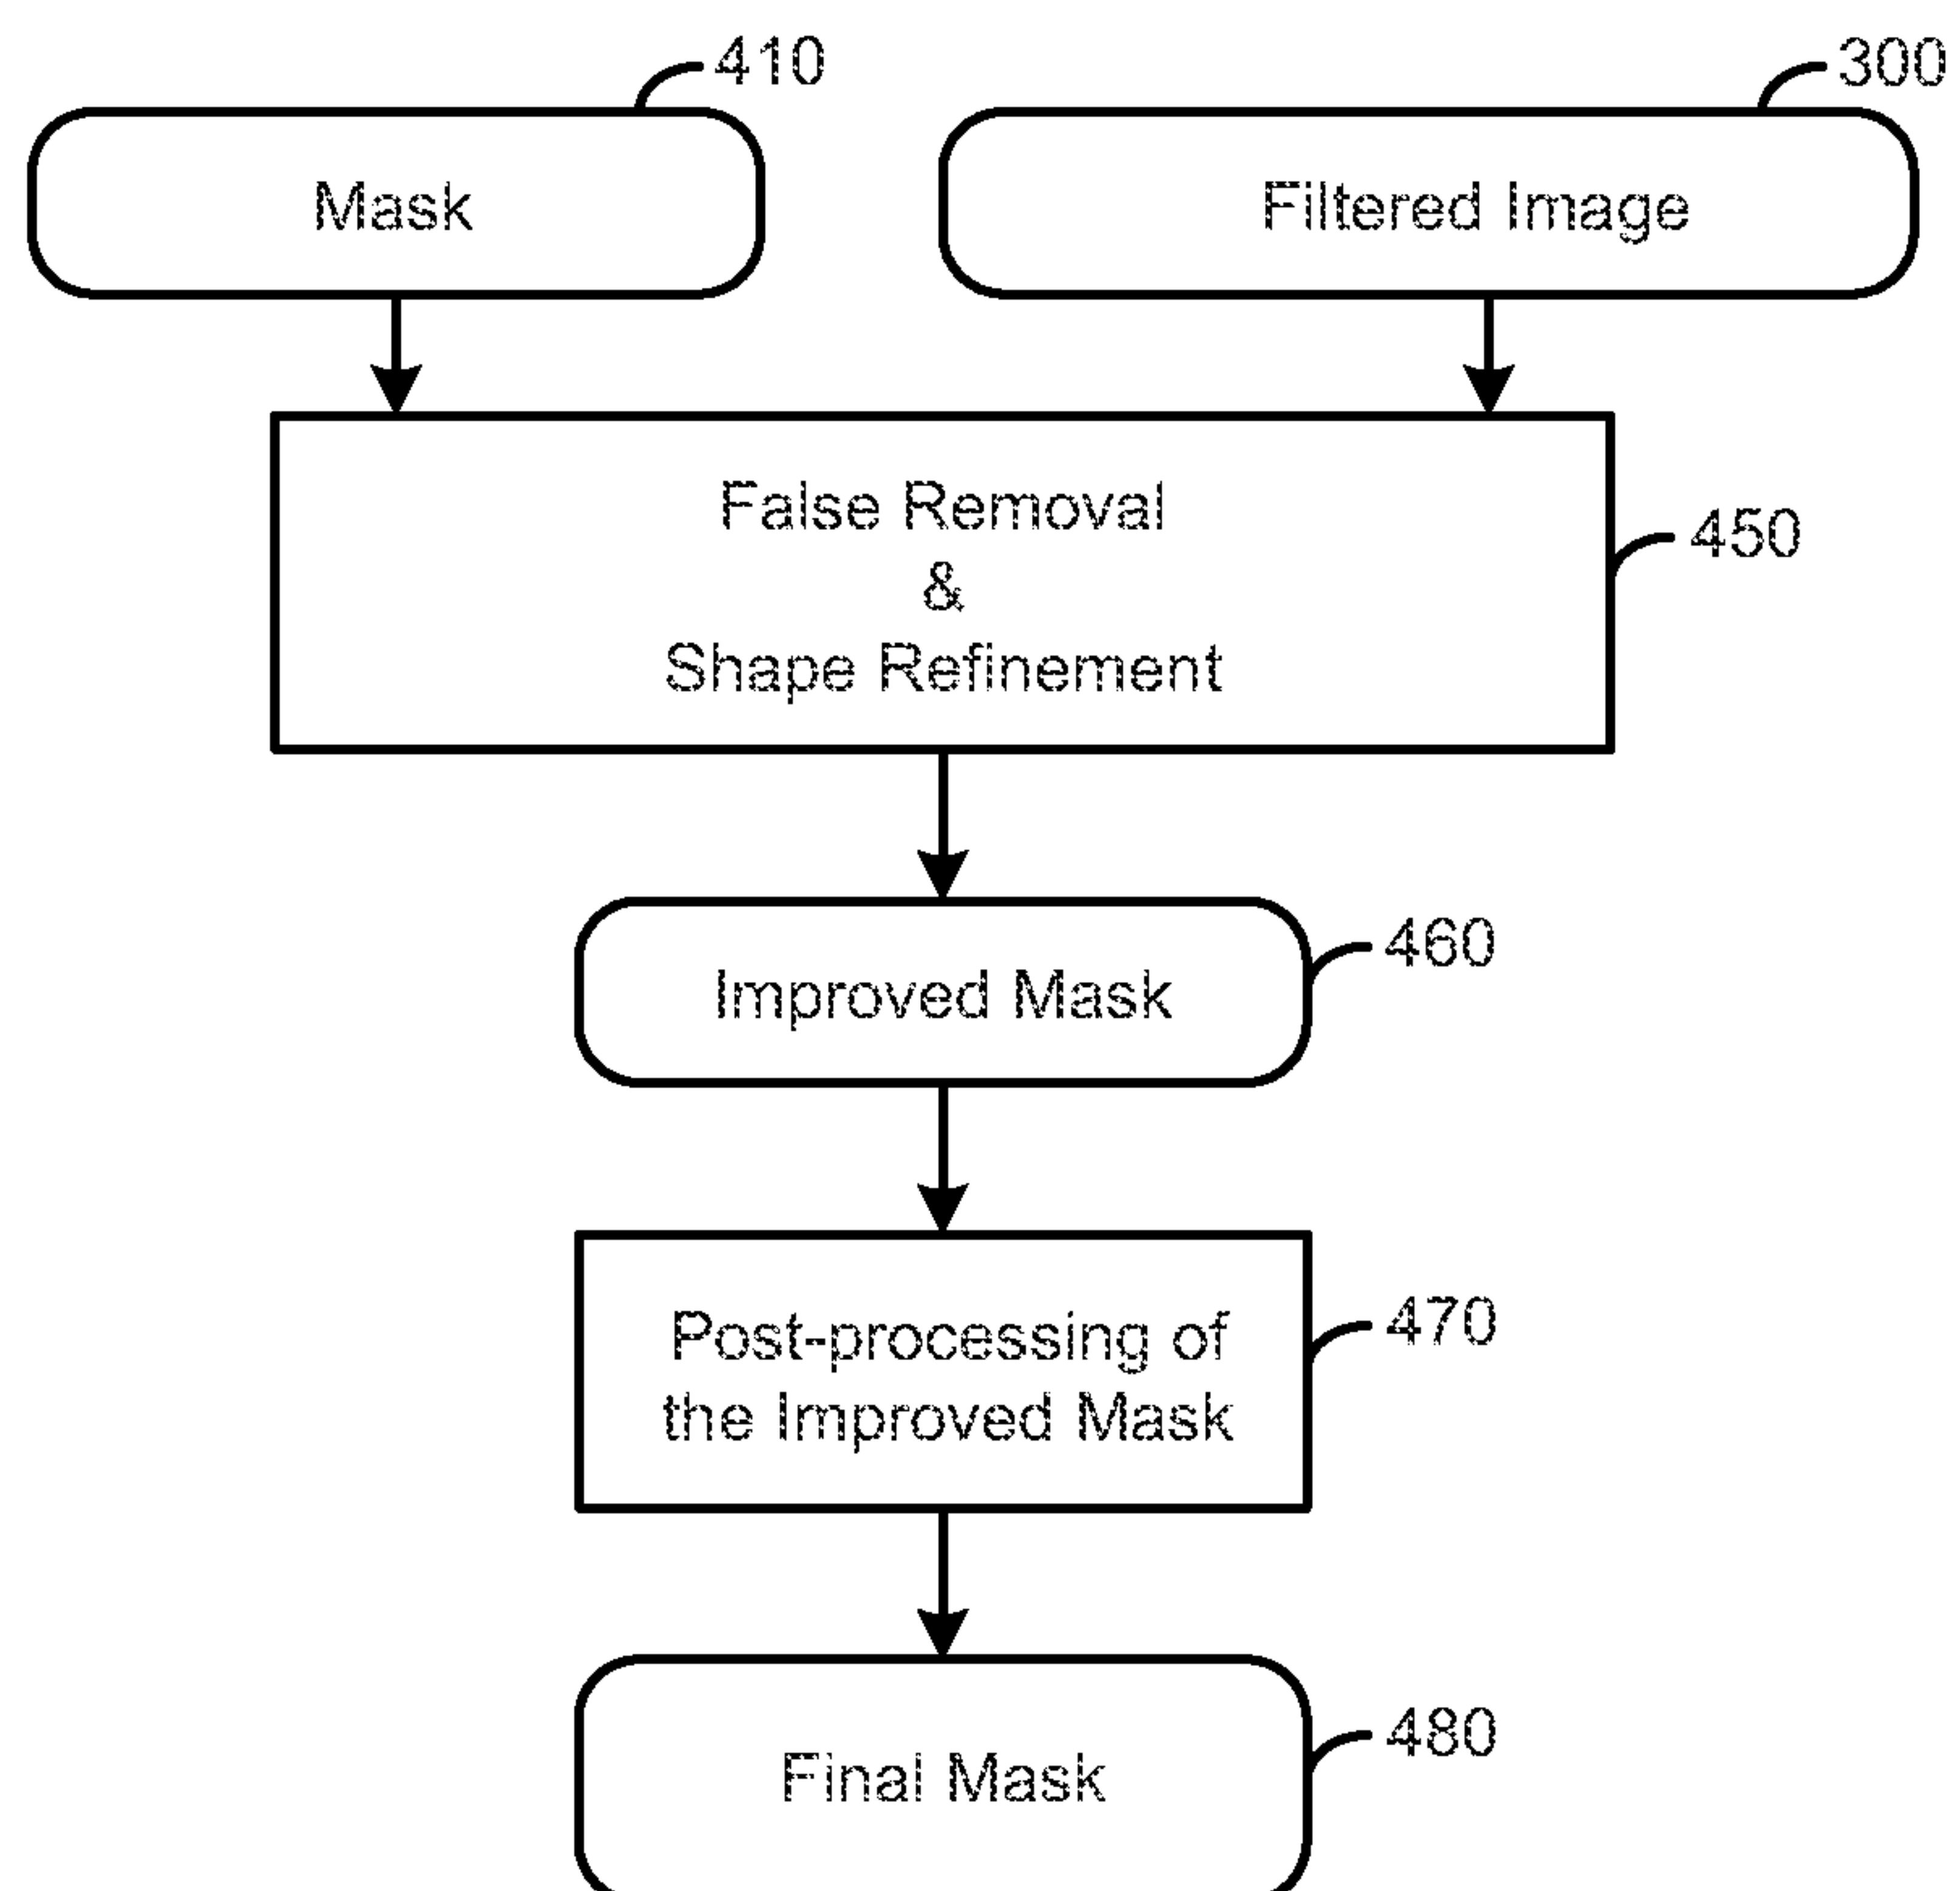 410
300
Mask
Filtered Image
False Removal
&
Shape Refinement
450
460
Improved Mask
Post-processing of
the Improved Mask
470
480
Final Mask